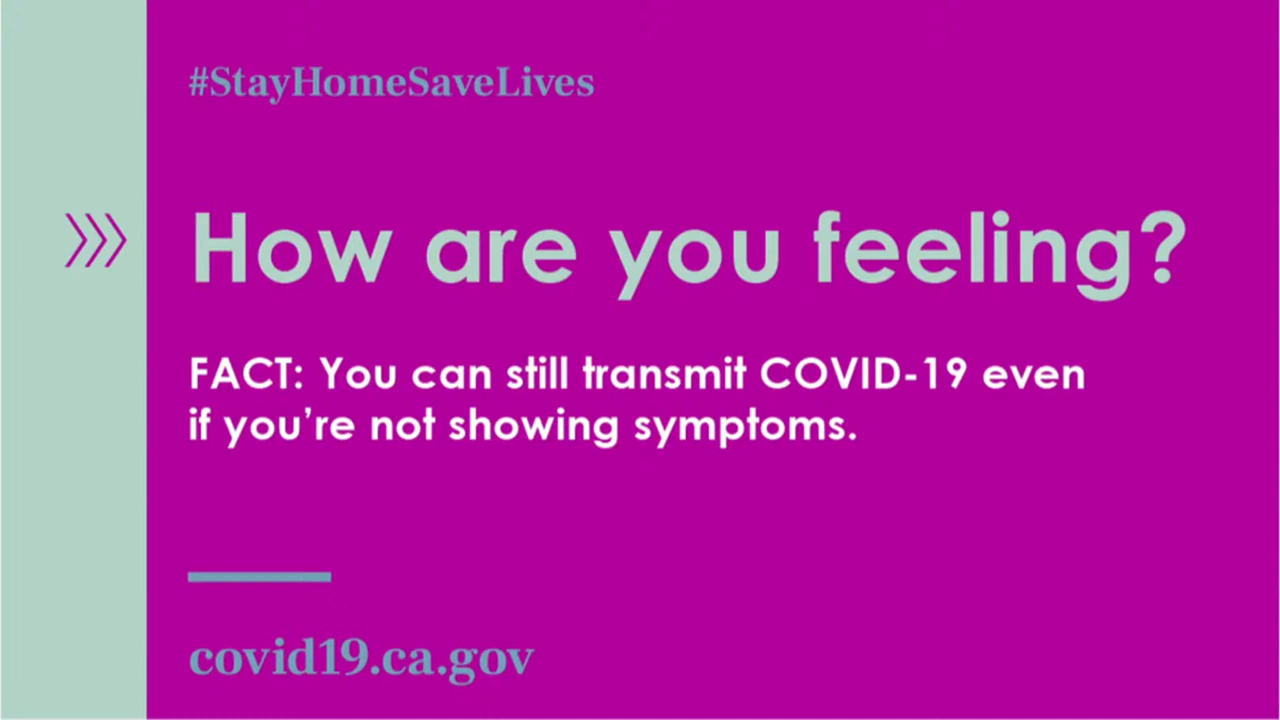 #StayHomeSaveLives
How are you feeling?
FACT: You can still transmit COVID-19 even
if you’re not showing symptoms.
covid19.ca.gov